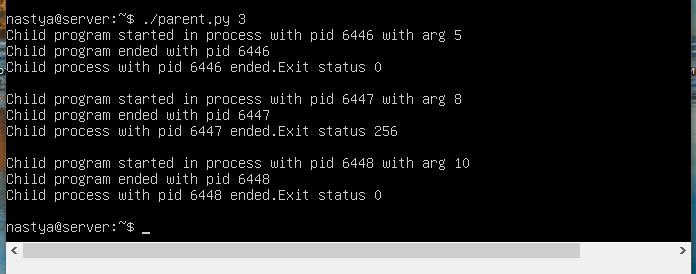 nastya@server:~$ ./parent.py 3
Child program started in process with pid 6446 with arg 5
Child program ended with pid 6446
Child process with pid 6446 ended.Exit status 0
Child program started in process with pid 6447 with arg 8
Child program ended with pid 6447
Child process with pid 6447 ended.Exit status 256
Child program started in process with pid 6448 with arg 10
Child program ended with pid 6448
Child process with pid 6448 ended.Exit status 0
nastya@server:~$ _